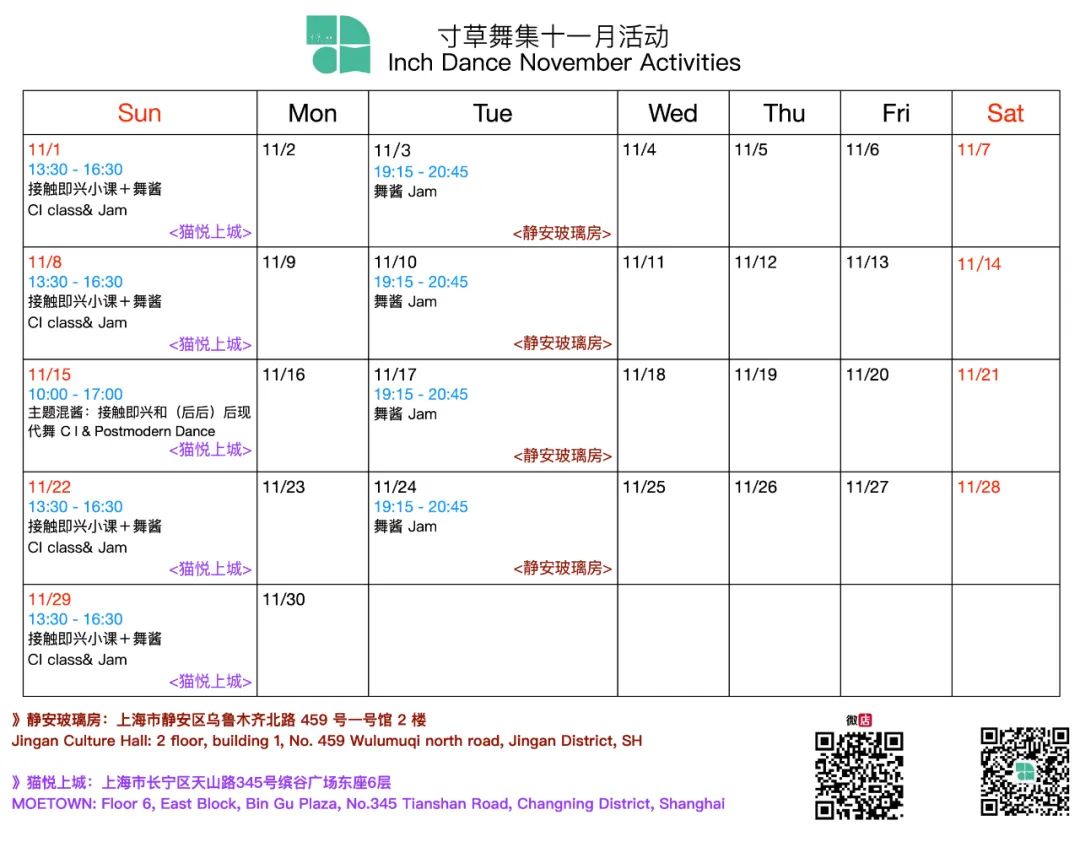 寸草舞集十一月活动
Inch Dance November Activities
Sun Mon Tue Wed Thu Fri Sat
11/1
13:30 - 16:30
接触即兴小课+舞酱
CI class& Jam
<猫悦上城>
11/2
11/3
19:15 - 20:45
舞酱 Jam
<静安玻璃房>
11/4
11/5
11/6
11/7
11/8
13:30 - 16:30
接触即兴小课+舞酱
CI class& Jam
<猫悦上城>
11/9
11/10
19:15 - 20:45
舞酱 Jam
<静安玻璃房>
11/11
11/12
11/13
11/14
11/15
10:00 - 17:00
主题混酱：接触即兴和（后后）后现
代舞 C I & Postmodern Dance
<猫悦上城>
11/16
11/17
19:15 - 20:45
舞酱 Jam
<静安玻璃房>
11/18
11/19
11/20
11/21
11/22
13:30 - 16:30
接触即兴小课+舞酱
CI class& Jam
<猫悦上城>
11/23
11/24
19:15 - 20:45
舞酱 Jam
<静安玻璃房>
11/25
11/26
11/27
11/28
11/29
13:30 - 16:30
接触即兴小课+舞酱
CI class& Jam
<猫悦上城>
11/30
》静安玻璃房：上海市静安区乌鲁木齐北路 459 号一号馆 2 楼
Jingan Culture Hall: 2 floor, building 1, No. 459 Wulumuqi north road, Jingan District, SH
》猫悦上城：上海市长宁区天山路345号缤谷广场东座6层
MOETOWN: Floor 6, East Block, Bin Gu Plaza, No.345 Tianshan Road, Changning District, Shanghai
微店